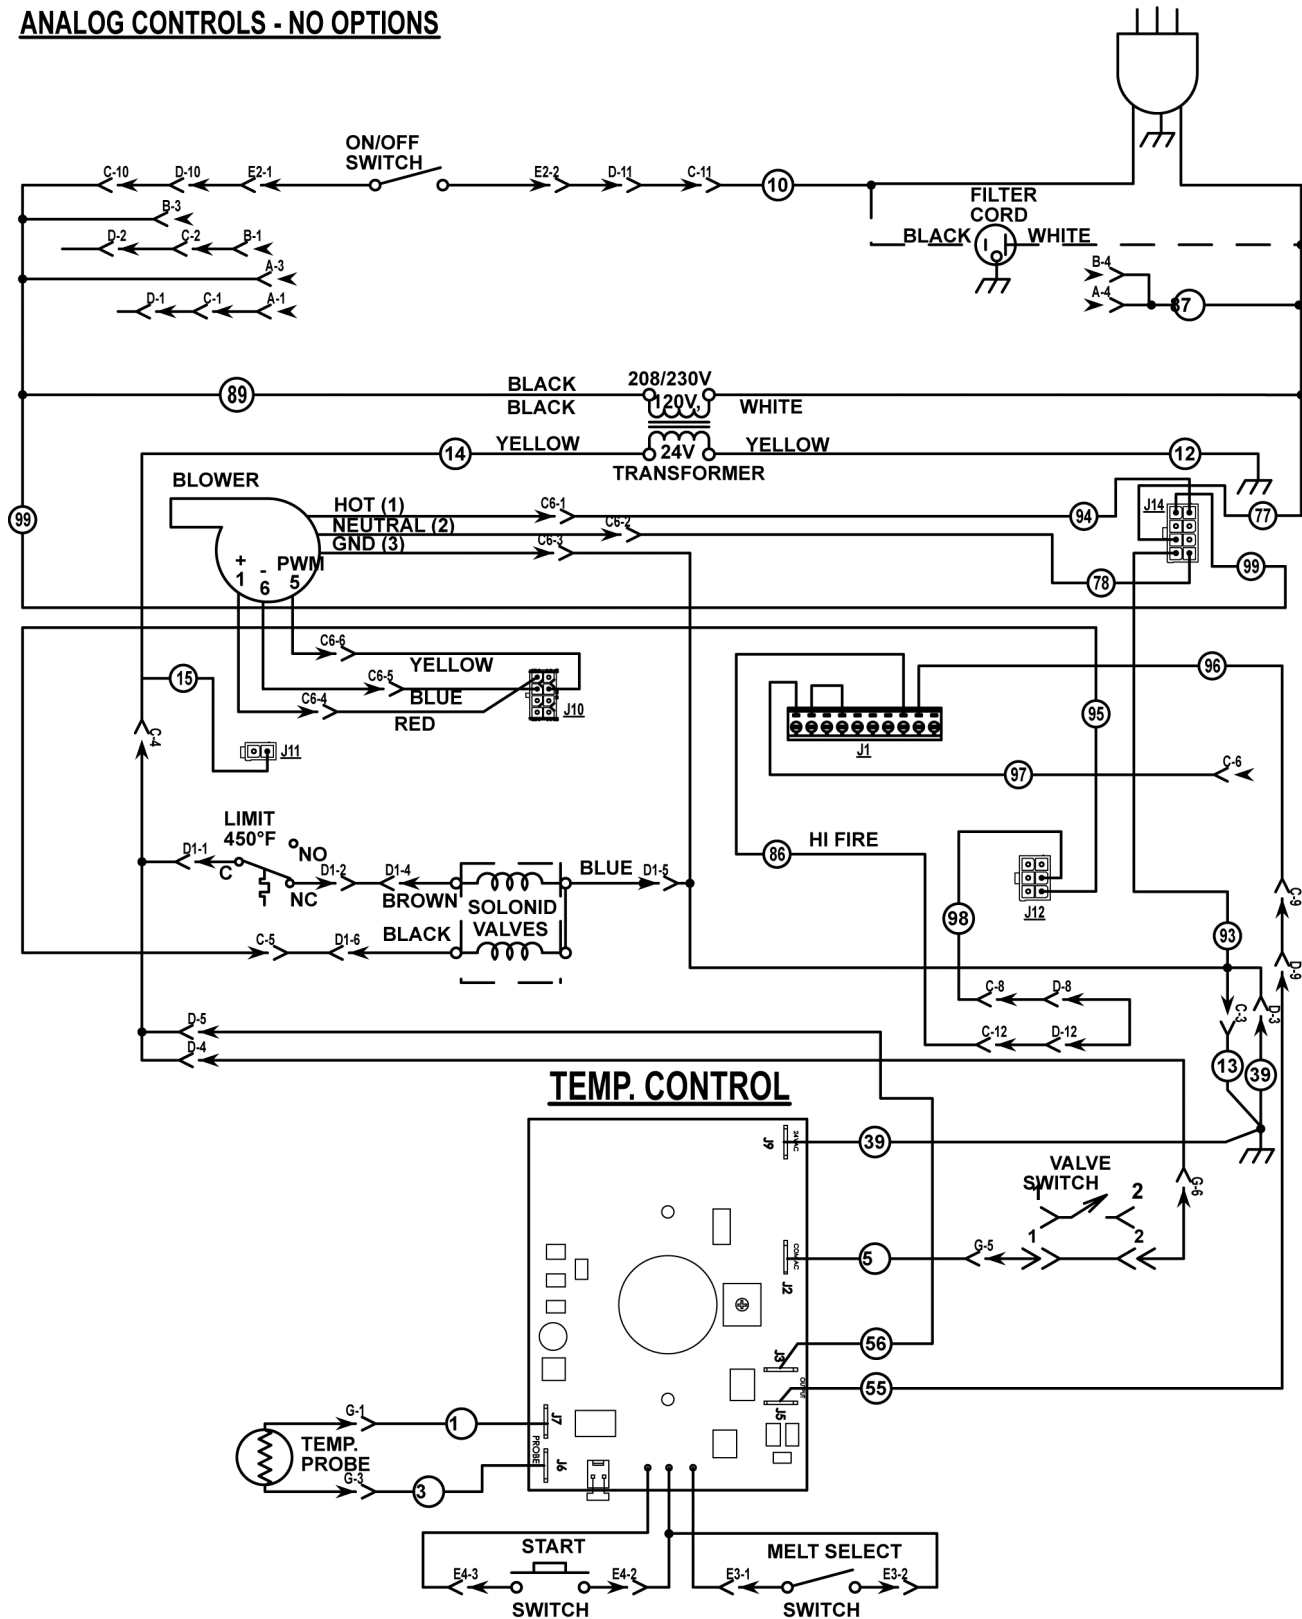 ANALOG CONTROLS - NO OPTIONS
ON/OFF
SWITCH
C-10
D-10
E2-1
E2-2
D-11
C-11
10
FILTER
CORD
BLACK
WHITE
B-3
D-2
C-2
B-1
A-3
D-1
C-1
A-1
B-4
A-4
37
89
BLACK
BLACK
208/230V
120V,
WHITE
14
YELLOW
24V
YELLOW
12
TRANSFORMER
BLOWER
HOT (1)
C6-1
94
J14
77
99
NEUTRAL (2)
C6-2
GND (3)
C6-3
99
78
+
1
-
6
PWM
5
C6-6
YELLOW
C6-5
BLUE
C6-4
RED
J10
15
J11
C-4
96
95
J1
97
C-6
LIMIT
450°F
NO
D1-1
C
NC
D1-2
D1-4
BROWN
SOLONID
VALVES
BLUE
D1-5
C-5
D1-6
BLACK
86
HI FIRE
98
J12
93
C-9
D-9
C-8
D-8
C-12
D-12
C-3
D-3
13
39
D-5
D-4
TEMP. CONTROL
J9
24VAC
39
VALVE
SWITCH
1
2
G-6
J2
COM AC
5
G-5
1
2
J3
56
OUTPUT
55
J5
TEMP.
PROBE
G-1
1
J7
PROBE
G-3
3
J6
START
E4-3
E4-2
SWITCH
MELT SELECT
E3-1
E3-2
SWITCH